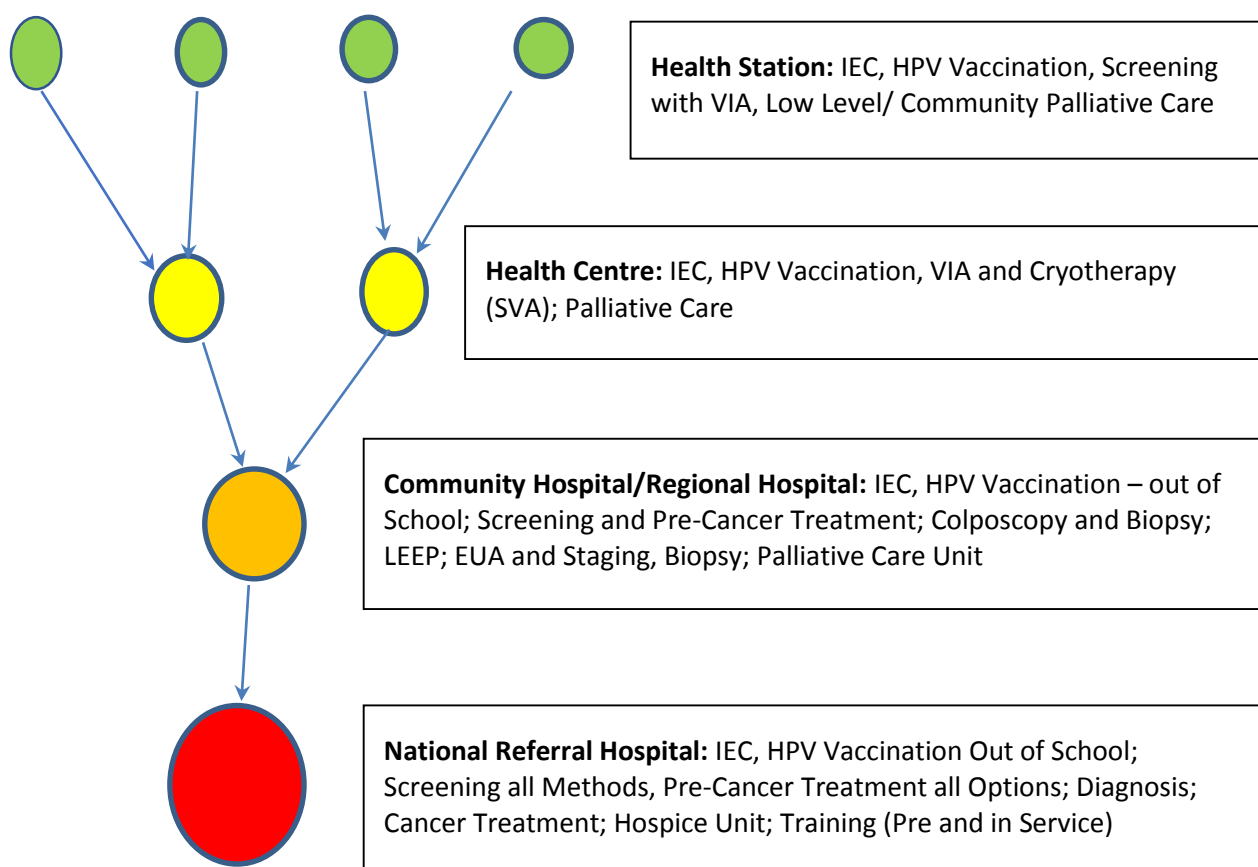 Health Station: IEC, HPV Vaccination, Screening
with VIA, Low Level/ Community Palliative Care
Health Centre: IEC, HPV Vaccination, VIA and Cryotherapy
(SVA); Palliative Care
Community Hospital/Regional Hospital: IEC, HPV Vaccination – out of
School; Screening and Pre-Cancer Treatment; Colposcopy and Biopsy;
LEEP; EUA and Staging, Biopsy; Palliative Care Unit
National Referral Hospital: IEC, HPV Vaccination Out of School;
Screening all Methods, Pre-Cancer Treatment all Options; Diagnosis;
Cancer Treatment; Hospice Unit; Training (Pre and in Service)